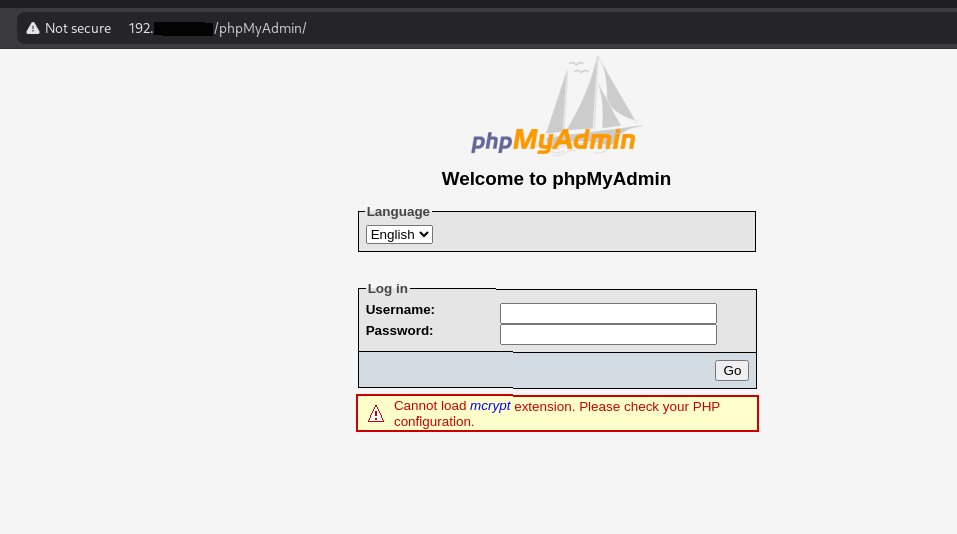 Not secure 192. /phpMyAdmin/
phpMyAdmin
Welcome to phpMyAdmin
Language
English
Log in
Username:
Password:
Go
Cannot load mcrypt extension. Please check your PHP
configuration.